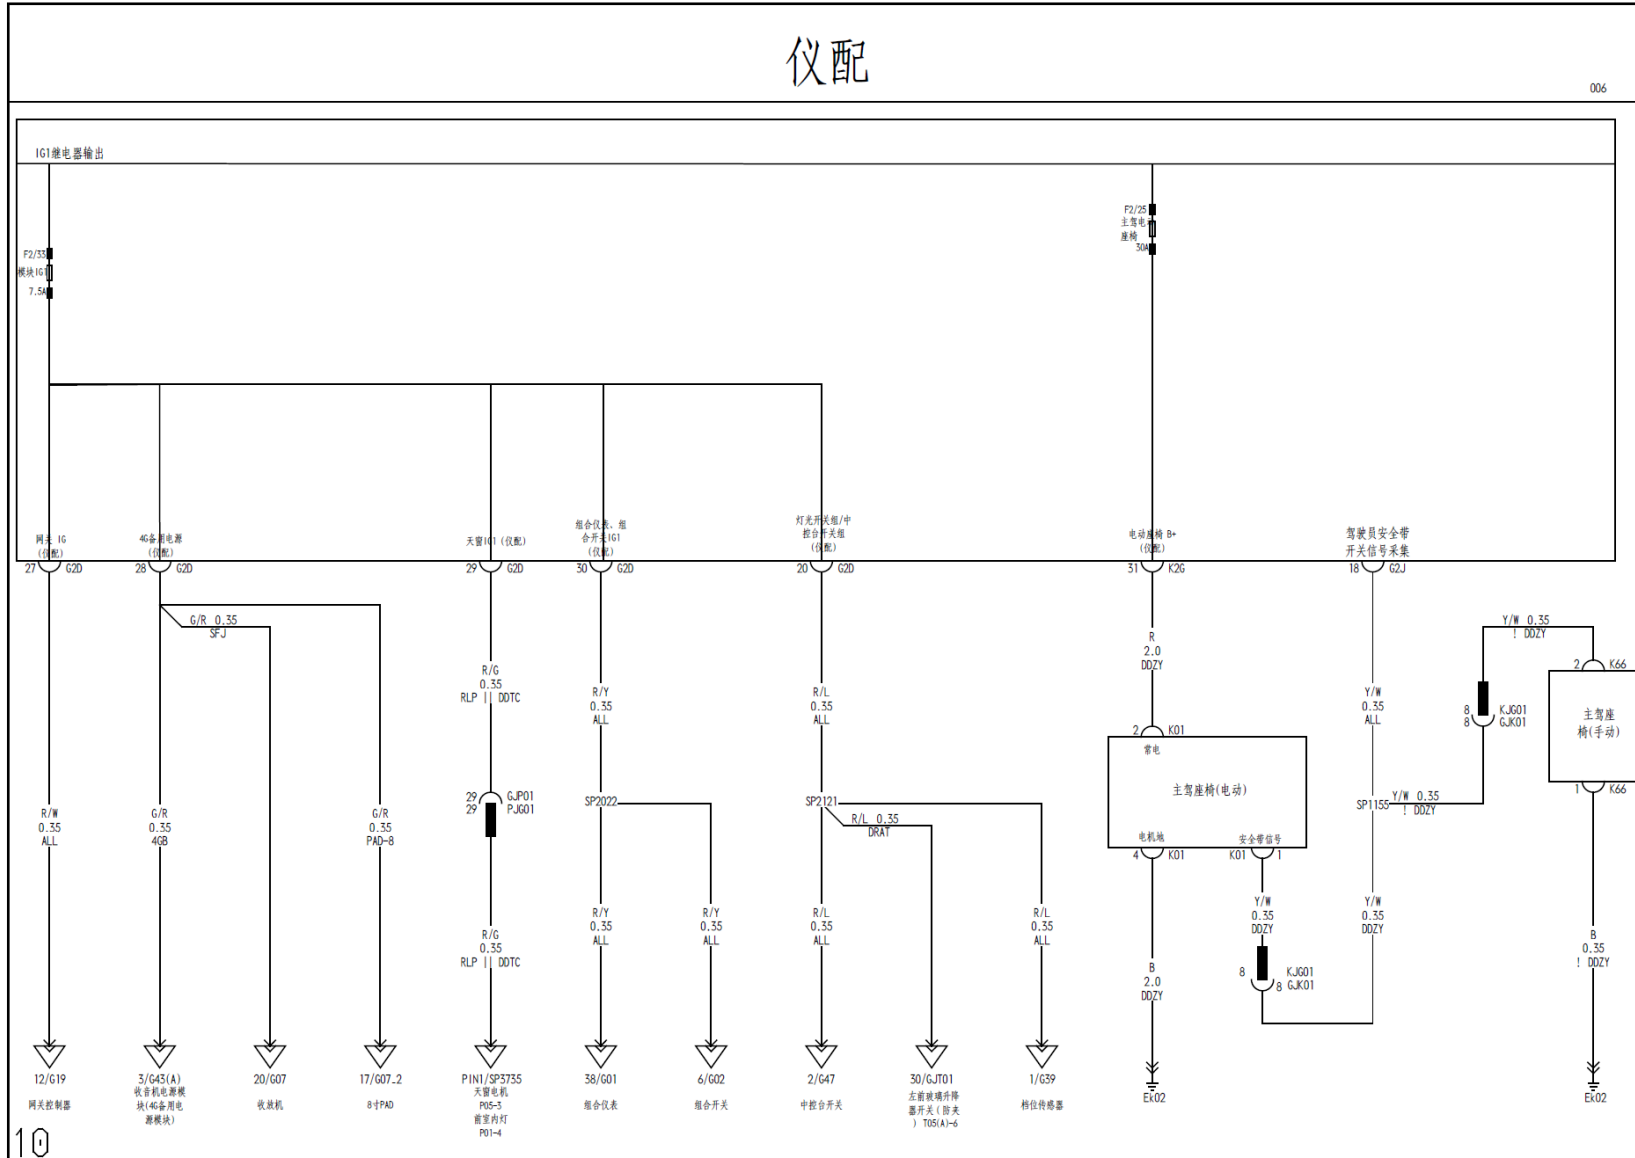 仪配
006
IG1继电器输出
F2/33
模块IG1
7.5A
F2/25
主驾电动
座椅
30A
网关 IG
(仪配)
4G备用电源
(仪配)
天窗IG1 (仪配)
组合仪表、组
合开关IG1
(仪配)
灯光开关组/中
控台开关组
(仪配)
电动座椅 B+
(仪配)
驾驶员安全带
开关信号采集
27 G2D
28 G2D
29 G2D
30 G2D
20 G2D
31 K2G
18 G2J
G/R 0.35
SFJ
R/G
0.35
RLP || DDTC
R/Y
0.35
ALL
R/L
0.35
ALL
R
2.0
DDZY
Y/W
0.35
ALL
Y/W 0.35
! DDZY
2 K66
主驾座
椅(手动)
1 K66
8 KJG01
8 GJK01
2 K01
常电
主驾座椅(电动)
电机地
安全带信号
4 K01
K01 1
29 GJP01
29 PJG01
SP2022
SP2121
R/L 0.35
DRAT
SP1155
Y/W 0.35
! DDZY
R/W
0.35
ALL
G/R
0.35
4GB
G/R
0.35
PAD-8
R/G
0.35
RLP || DDTC
R/Y
0.35
ALL
R/Y
0.35
ALL
R/L
0.35
ALL
R/L
0.35
ALL
B
2.0
DDZY
Y/W
0.35
DDZY
8 KJG01
8 GJK01
Y/W
0.35
DDZY
B
0.35
! DDZY
12/G19
网关控制器
3/G43(A)
收音机电源模
块(4G备用电
源模块)
20/G07
收放机
17/G07_2
8寸PAD
PIN1/SP3735
天窗电机
P05-3
前室内灯
P01-4
38/G01
组合仪表
6/G02
组合开关
2/G47
中控台开关
30/GJT01
左前玻璃升降
器开关(防夹
) T05(A)-6
1/G39
档位传感器
Ek02
Ek02
10